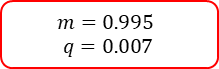 m = 0.995
q = 0.007